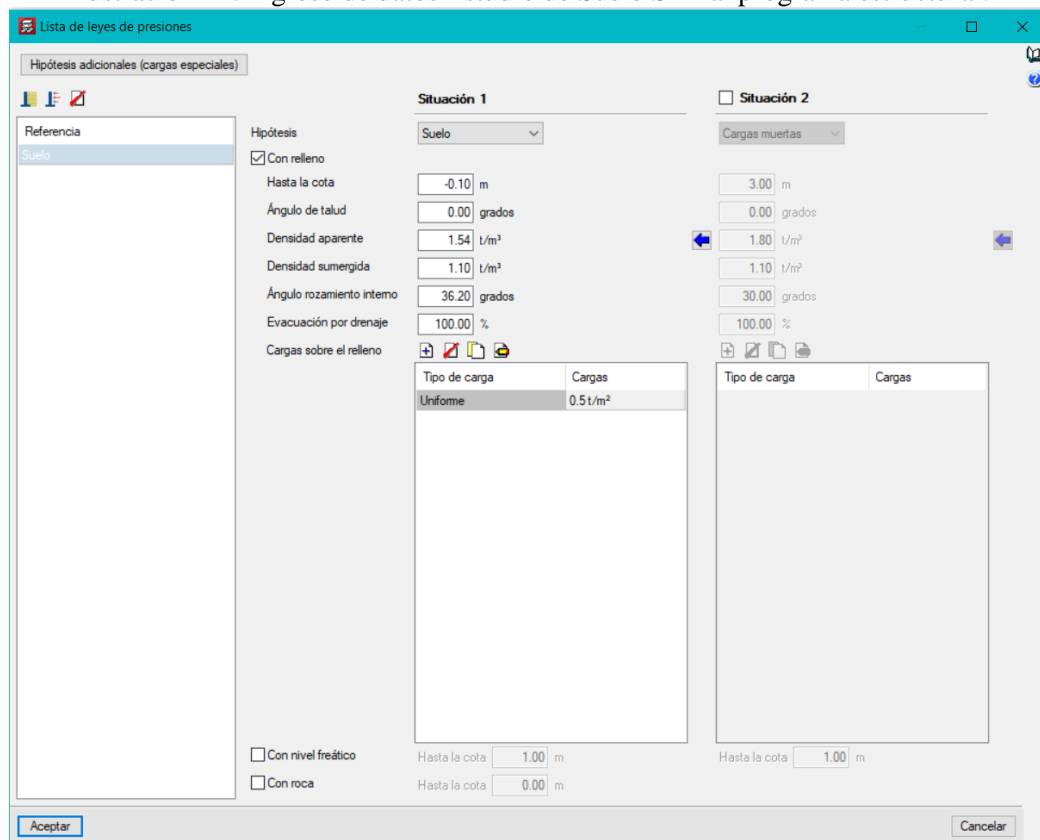 Lista de leyes de presiones
Hipótesis adicionales (cargas especiales)
Situación 1
Situación 2
Referencia
Suelo
Hipótesis Suelo Cargas muertas
Con relleno
Hasta la cota -0.10 m 3.00 m
Ángulo de talud 0.00 grados 0.00 grados
Densidad aparente 1.54 t/m³ 1.80 t/m³
Densidad sumergida 1.10 t/m³ 1.10 t/m³
Ángulo rozamiento interno 36.20 grados 30.00 grados
Evacuación por drenaje 100.00 % 100.00 %
Cargas sobre el relleno
Tipo de carga Cargas Tipo de carga Cargas
Uniforme 0.5 t/m²
Con nivel freático Hasta la cota 1.00 m Hasta la cota 1.00 m
Con roca Hasta la cota 0.00 m
Aceptar Cancelar